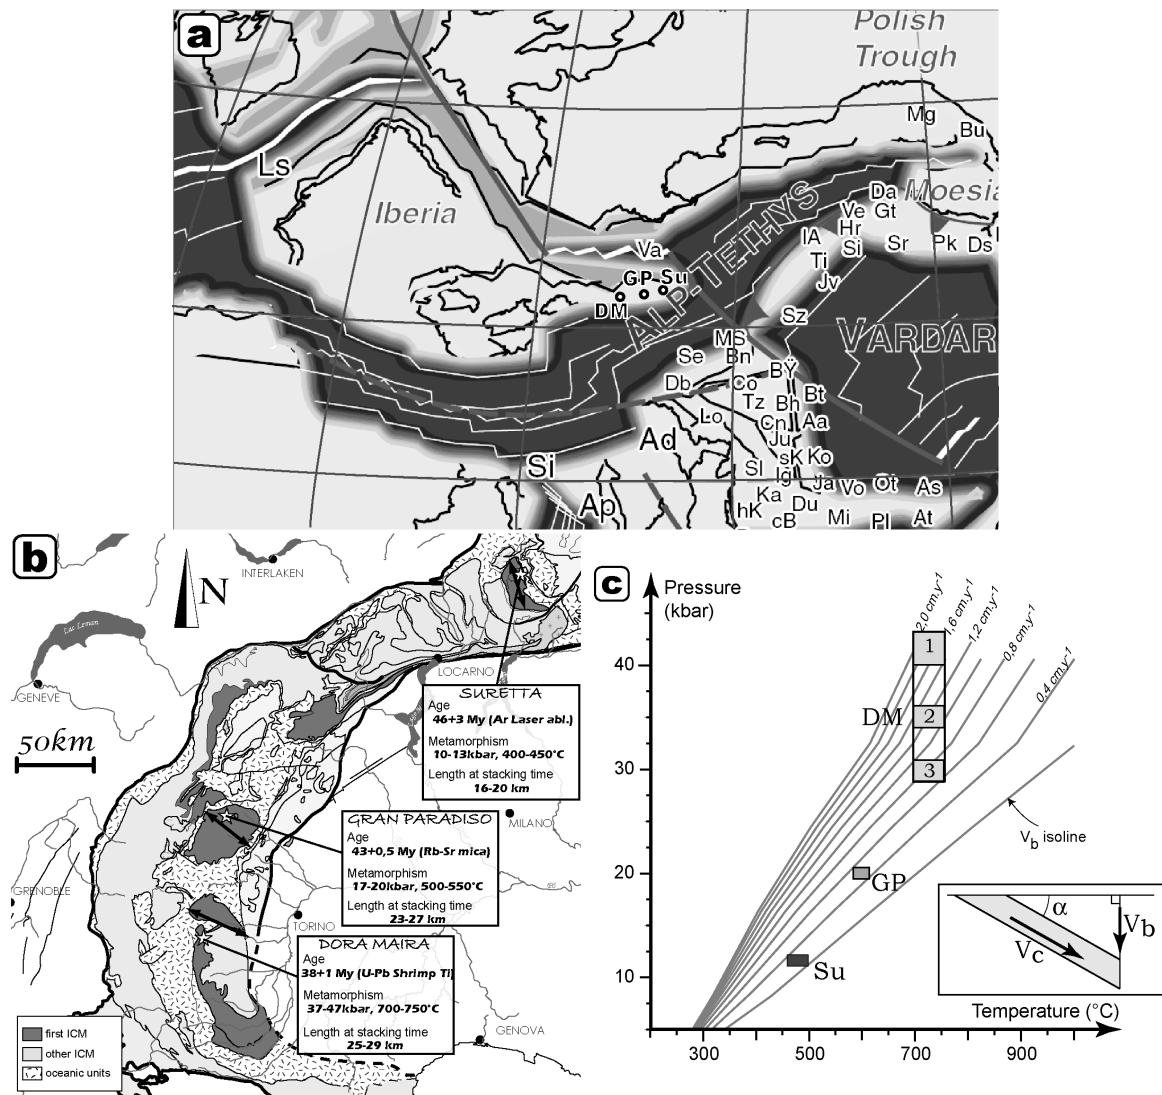 a
Polish
Trough
Mg
Bu
Ls
Iberia
Moesia
Da
Ve
Gt
Hr
IA
Si
Sr
Pk
Ds
Va
Ti
Jv
GP
Su
DM
ALP-TETHYS
Sz
VARDAR
MS
Se
Bn
BŸ
Db
Co
Bt
Tz
Bh
Lo
Cn
Aa
Ad
Ju
sK
Ko
Si
Sl
Ig
Ja
Vo
Ot
As
Ap
Ka
Du
hK
cB
Mi
Pl
At
b
INTERLAKEN
N
Lac Leman
GENEVE
LOCARNO
50km
SURETTA
Age
46+3 My (Ar Laser abl.)
Metamorphism
10-13kbar, 400-450°C
Length at stacking time
16-20 km
MILANO
GRAN PARADISO
Age
43+0,5 My (Rb-Sr mica)
Metamorphism
17-20kbar, 500-550°C
Length at stacking time
23-27 km
GRENOBLE
TORINO
DORA MAIRA
Age
38+1 My (U-Pb Shrimp Ti)
Metamorphism
37-47kbar, 700-750°C
Length at stacking time
25-29 km
GENOVA
first ICM
other ICM
oceanic units
c
Pressure
(kbar)
2,0 cm.y-1
1,6 cm.y-1
1,2 cm.y-1
0,8 cm.y-1
0,4 cm.y-1
40
30
20
10
1
DM
2
3
Vb isoline
GP
Su
α
Vb
Vc
Temperature (°C)
300
500
700
900